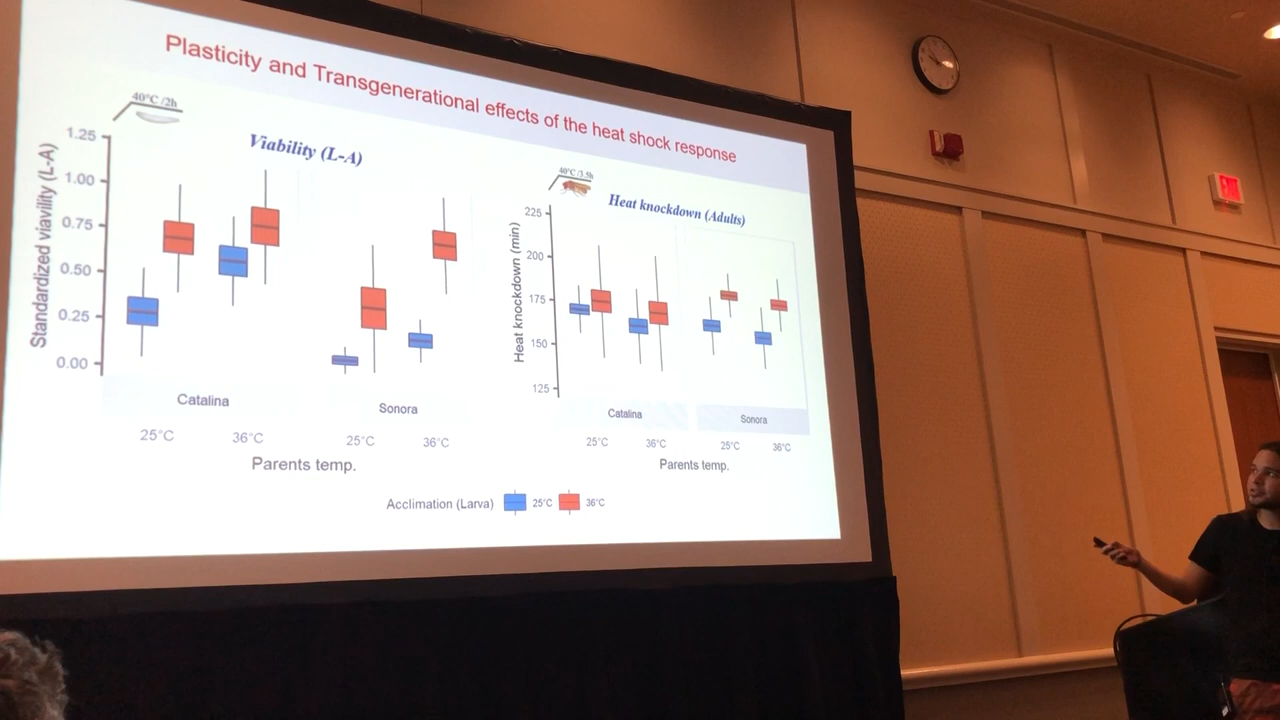 Plasticity and Transgenerational effects of the heat shock response
40°C /2h
Viability (L-A)
Standardized viavility (L-A)
1.25
1.00
0.75
0.50
0.25
0.00
Catalina
Sonora
25°C
36°C
25°C
36°C
Parents temp.
40°C /3.5h
Heat knockdown (Adults)
Heat knockdown (min)
225
200
175
150
125
Catalina
Sonora
25°C
36°C
25°C
36°C
Parents temp.
Acclimation (Larva)
25°C
36°C
EXIT